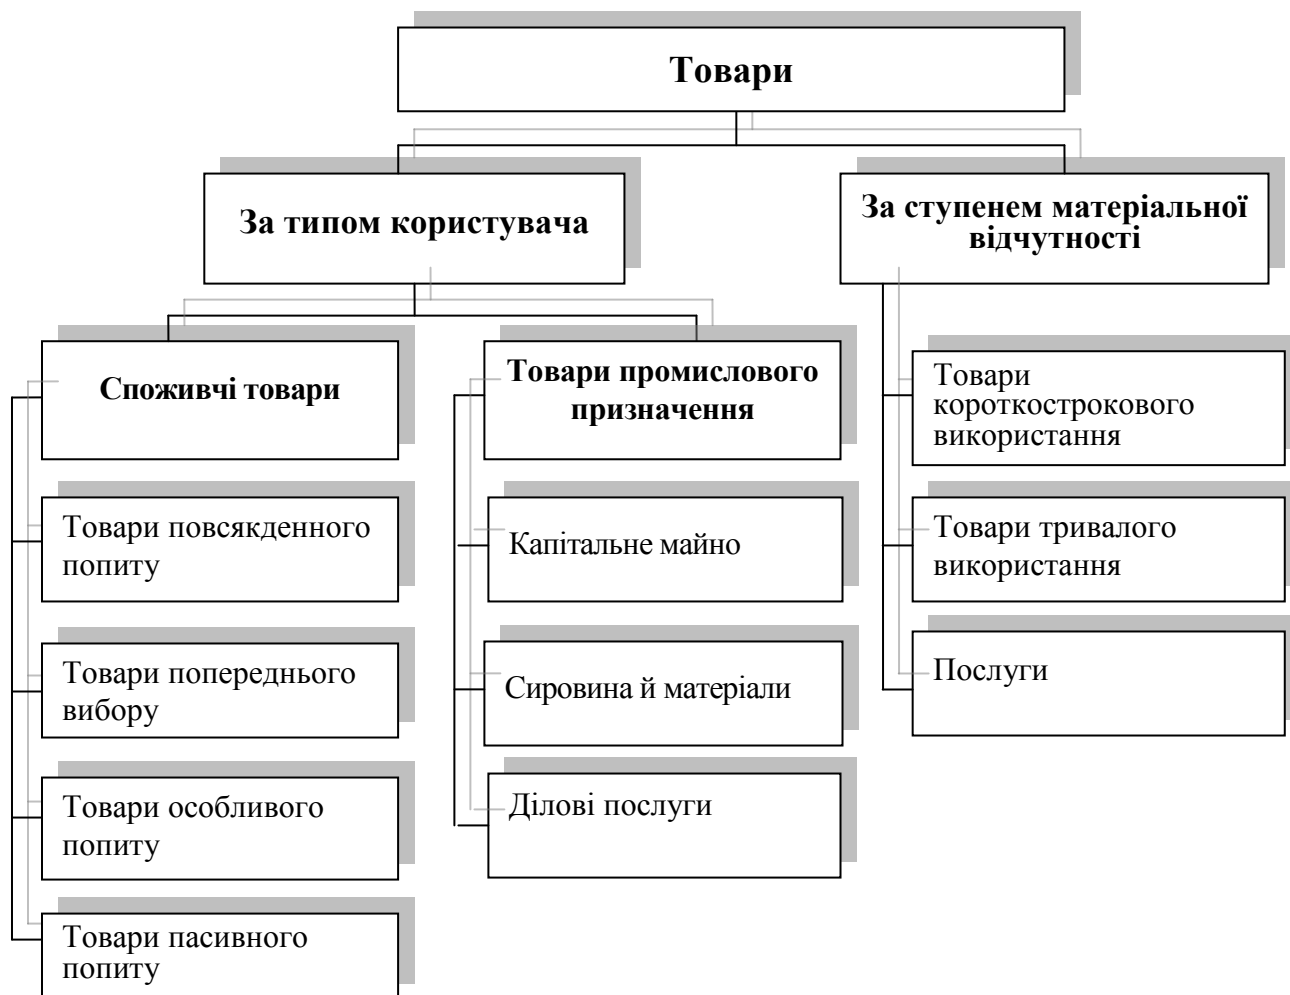 Товари
За типом користувача
За ступенем матеріальної
відчутності
Споживчі товари
Товари повсякденного
попиту
Товари попереднього
вибору
Товари особливого
попиту
Товари пасивного
попиту
Товари промислового
призначення
Капітальне майно
Сировина й матеріали
Ділові послуги
Товари
короткострокового
використання
Товари тривалого
використання
Послуги